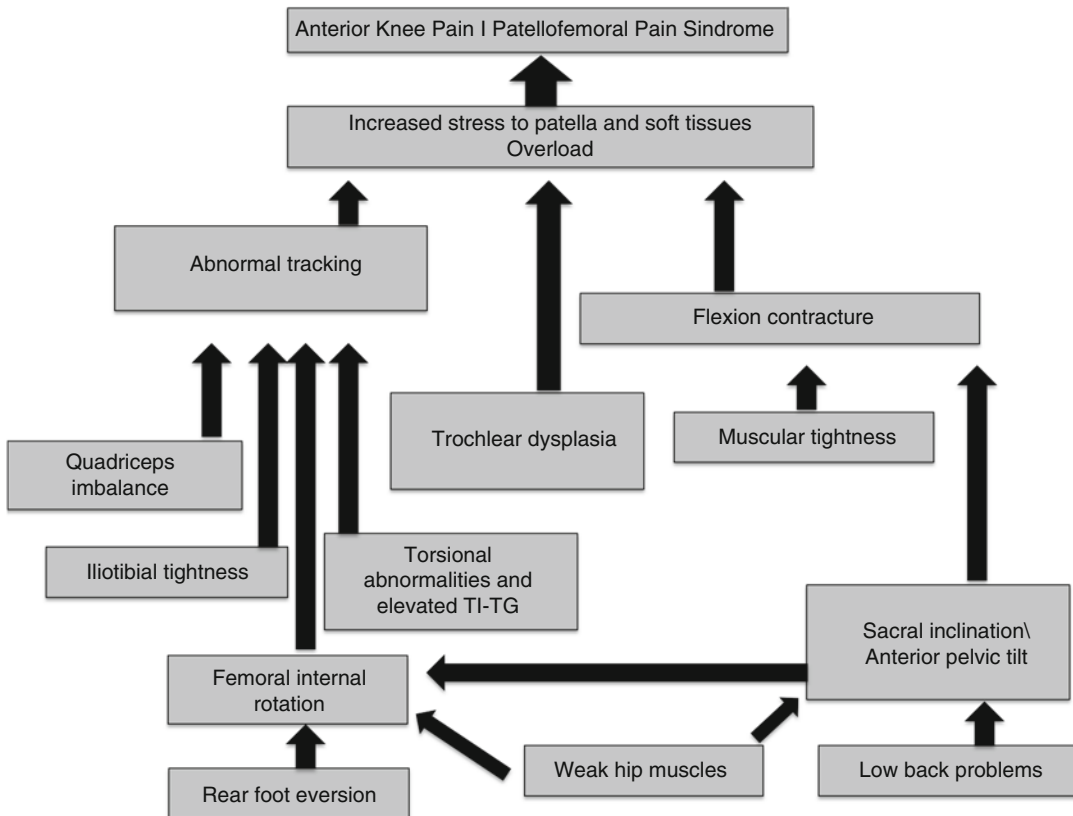 Anterior Knee Pain I Patellofemoral Pain Sindrome
Increased stress to patella and soft tissues
Overload
Abnormal tracking
Flexion contracture
Trochlear dysplasia
Muscular tightness
Quadriceps
imbalance
Iliotibial tightness
Torsional
abnormalities and
elevated TI-TG
Sacral inclination\
Anterior pelvic tilt
Femoral internal
rotation
Weak hip muscles
Low back problems
Rear foot eversion